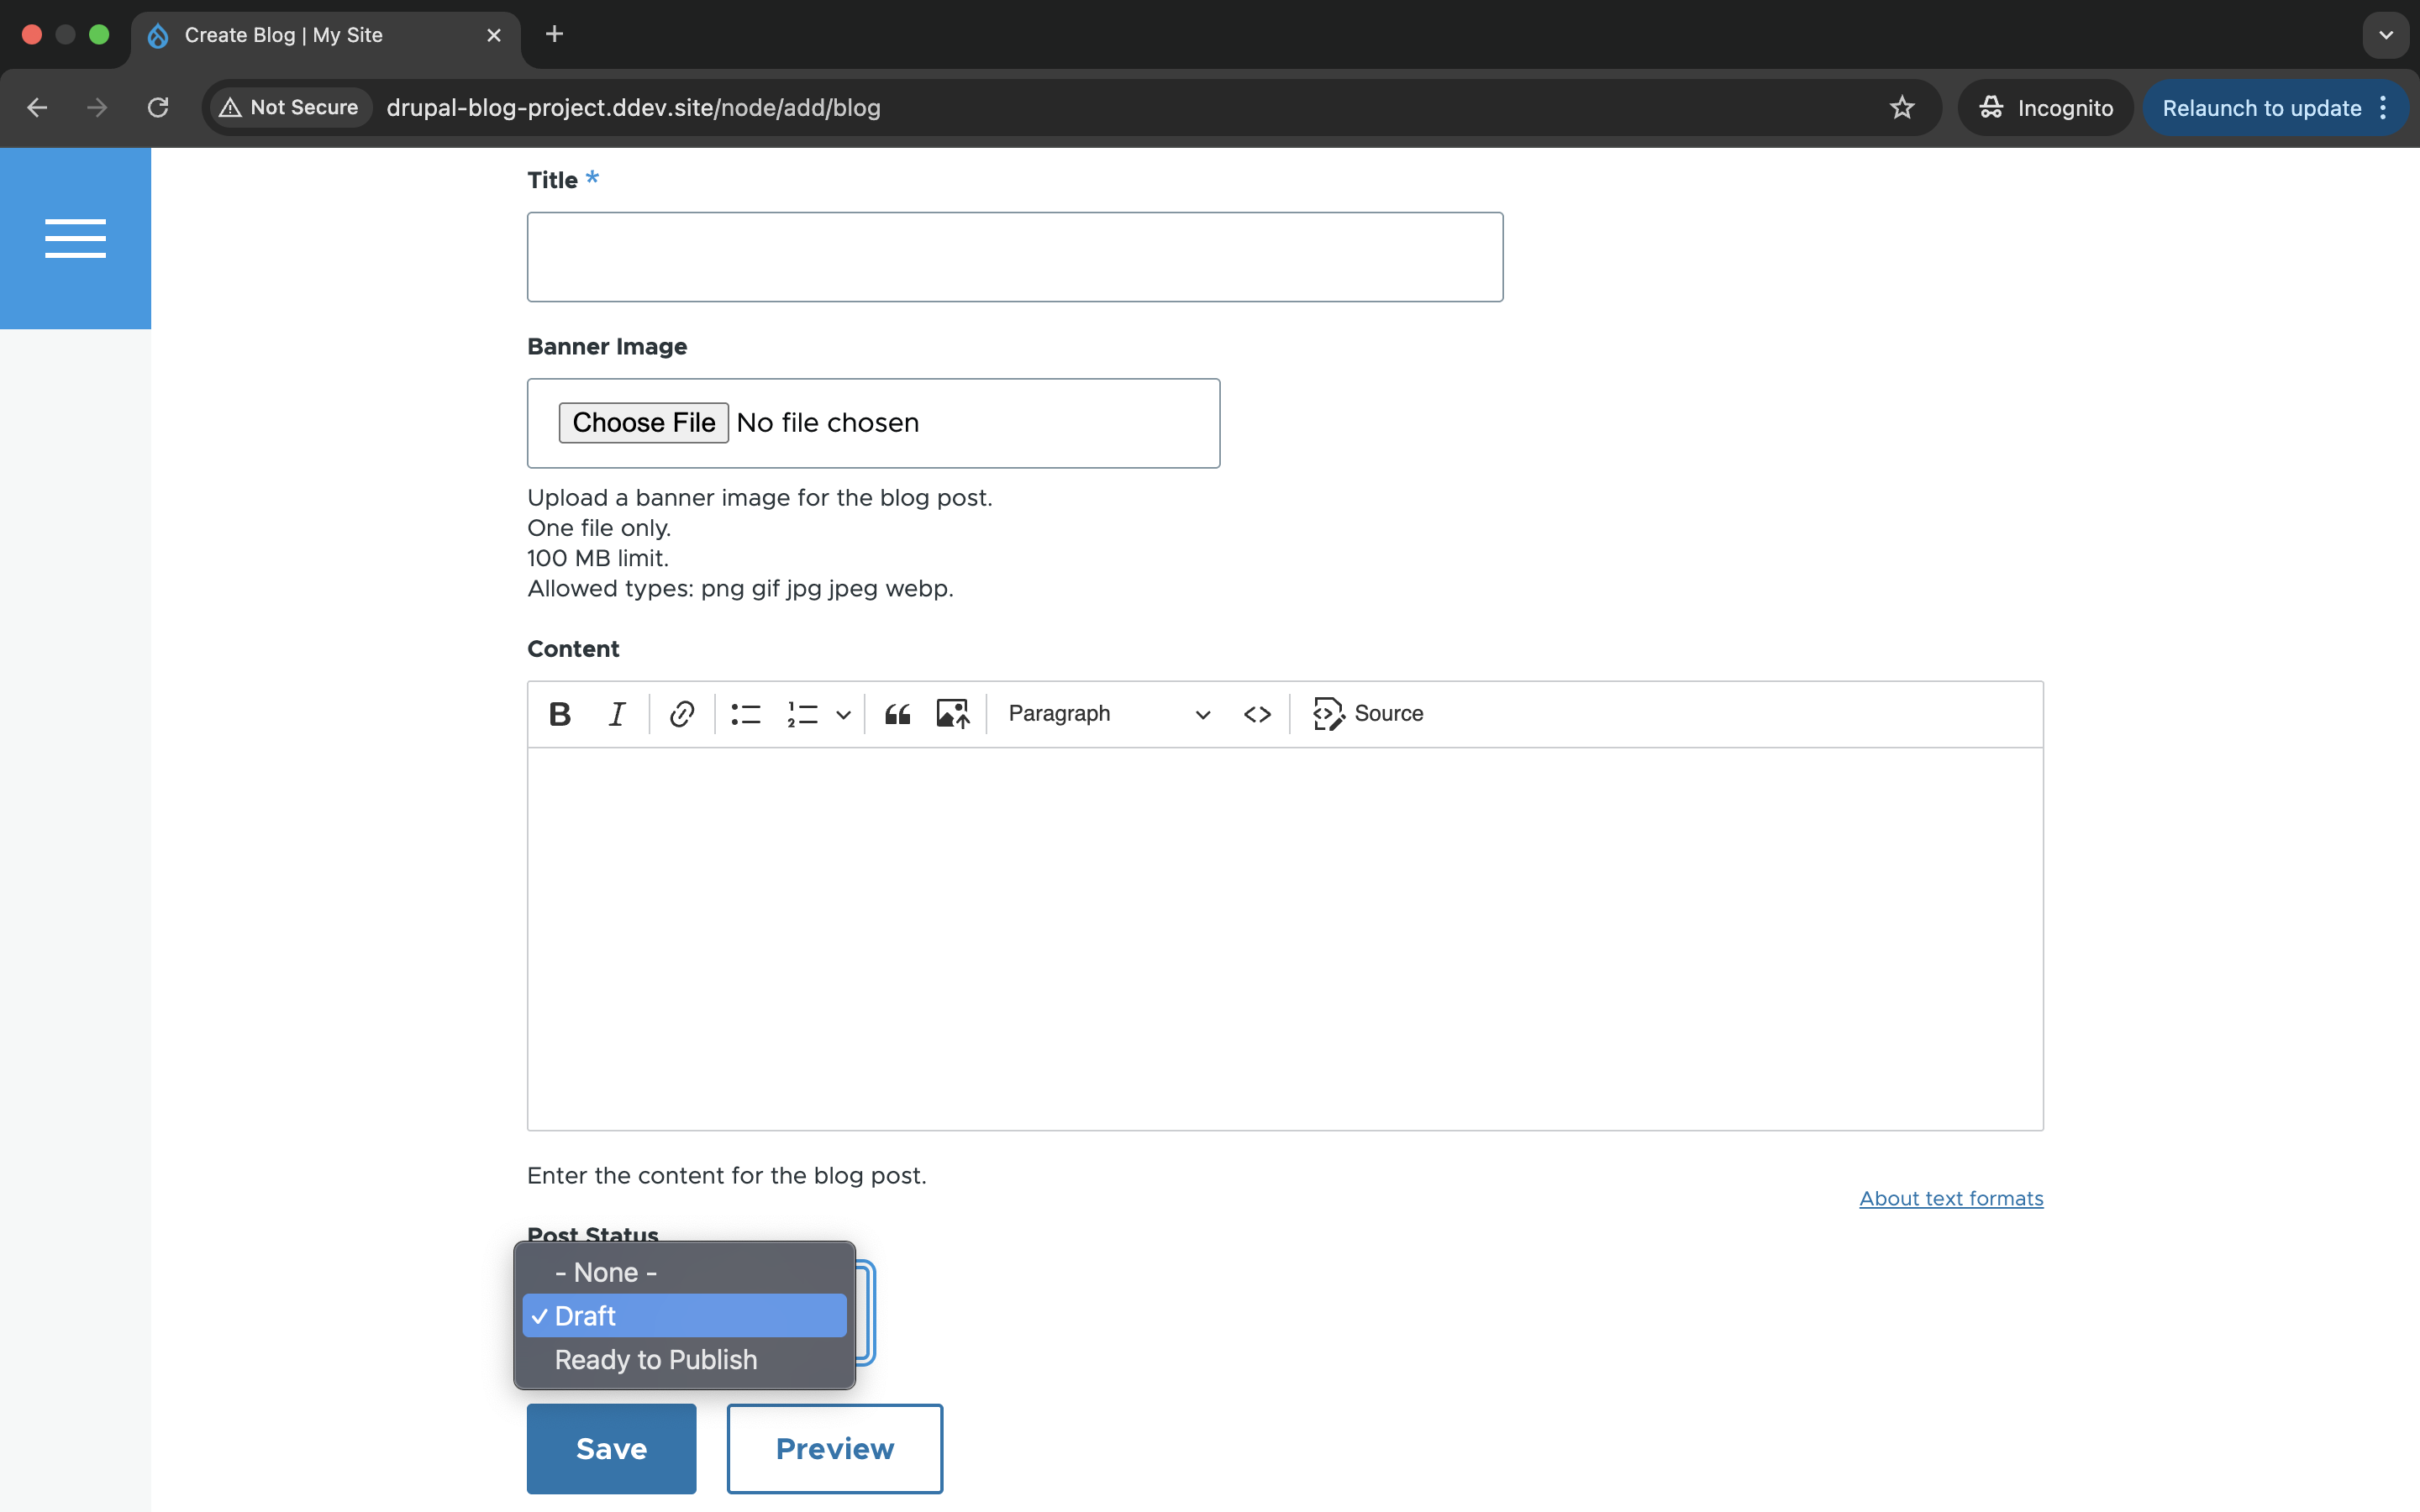 Create Blog | My Site
Not Secure
drupal-blog-project.ddev.site/node/add/blog
Incognito
Relaunch to update
Title *
Banner Image
Choose File No file chosen
Upload a banner image for the blog post.
One file only.
100 MB limit.
Allowed types: png gif jpg jpeg webp.
Content
Paragraph
Source
Enter the content for the blog post.
About text formats
Post Status
- None -
Draft
Ready to Publish
Save
Preview